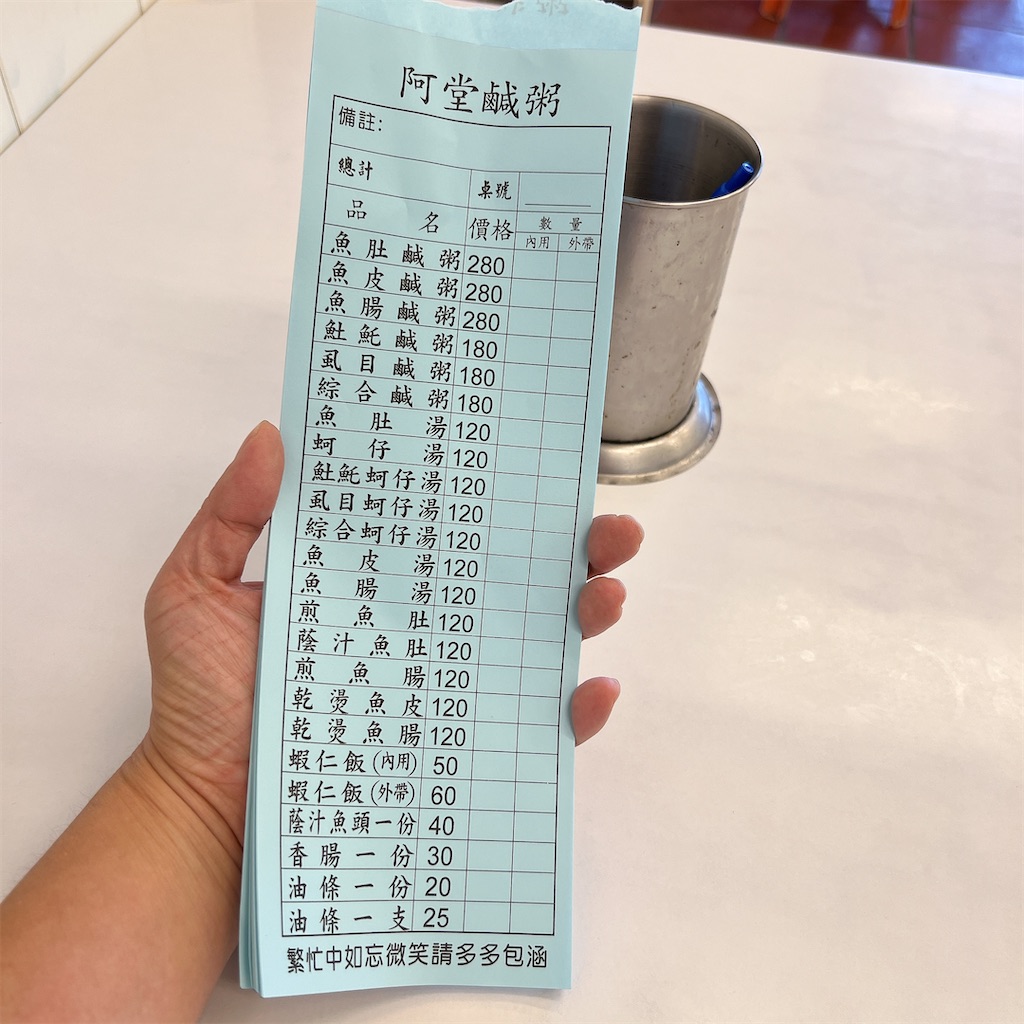 阿堂鹹粥
備註:
總計 桌號
品名 價格 數量
內用 外帶
魚肚鹹粥 280
魚皮鹹粥 280
魚腸鹹粥 280
𩵚魠鹹粥 180
虱目鹹粥 180
綜合鹹粥 180
魚肚湯 120
蚵仔湯 120
𩵚魠蚵仔湯 120
虱目蚵仔湯 120
綜合蚵仔湯 120
魚皮湯 120
魚腸湯 120
煎魚肚 120
蔭汁魚肚 120
煎魚腸 120
乾燙魚皮 120
乾燙魚腸 120
蝦仁飯(內用) 50
蝦仁飯(外帶) 60
蔭汁魚頭一份 40
香腸一份 30
油條一份 20
油條一支 25
繁忙中如忘微笑請多多包涵